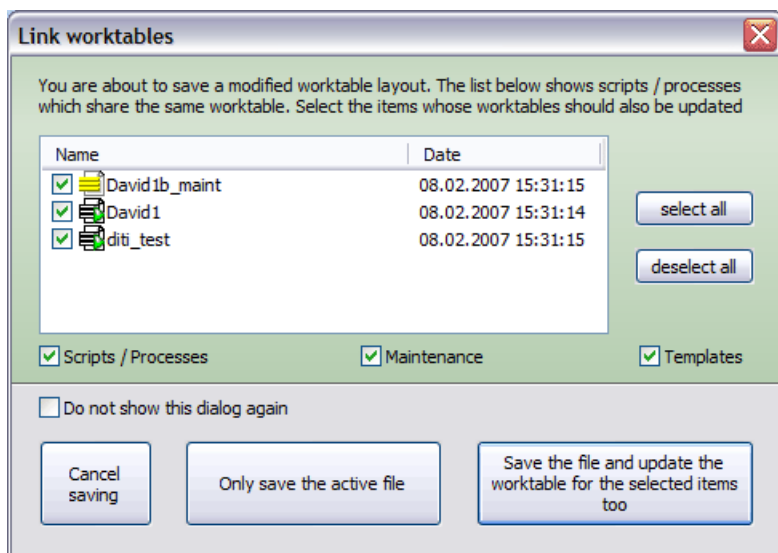 Link worktables
You are about to save a modified worktable layout. The list below shows scripts / processes
which share the same worktable. Select the items whose worktables should also be updated
Name Date
David1b_maint 08.02.2007 15:31:15
David1 08.02.2007 15:31:14
diti_test 08.02.2007 15:31:15
select all
deselect all
Scripts / Processes Maintenance Templates
Do not show this dialog again
Cancel
saving
Only save the active file
Save the file and update the
worktable for the selected items
too